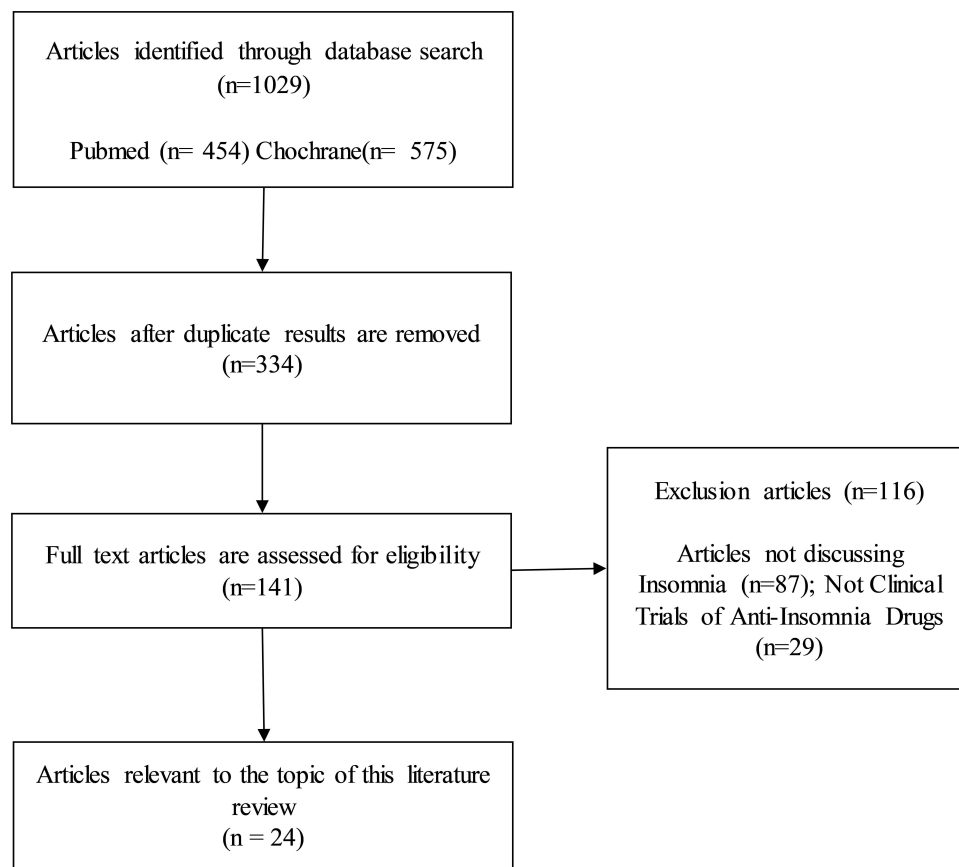 Articles identified through database search
(n=1029)
Pubmed (n= 454) Chochrane(n= 575)
Articles after duplicate results are removed
(n=334)
Full text articles are assessed for eligibility
(n=141)
Exclusion articles (n=116)
Articles not discussing
Insomnia (n=87); Not Clinical
Trials of Anti-Insomnia Drugs
(n=29)
Articles relevant to the topic of this literature
review
(n = 24)